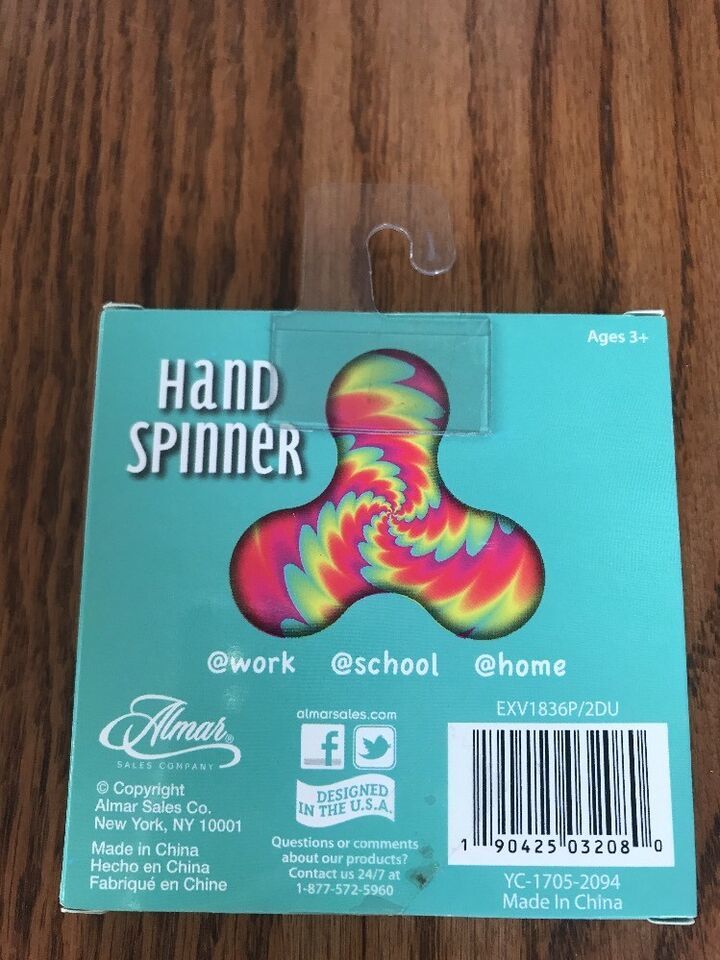 Ages 3+
HanD
SPINNER
@work @school @home
Almar®
SALES COMPANY
© Copyright
Almar Sales Co.
New York, NY 10001
Made in China
Hecho en China
Fabriqué en Chine
almarsales.com
f
DESIGNED
IN THE U.S.A.
Questions or comments
about our products?
Contact us 24/7 at
1-877-572-5960
EXV1836P/2DU
1 90425 03208 0
YC-1705-2094
Made In China